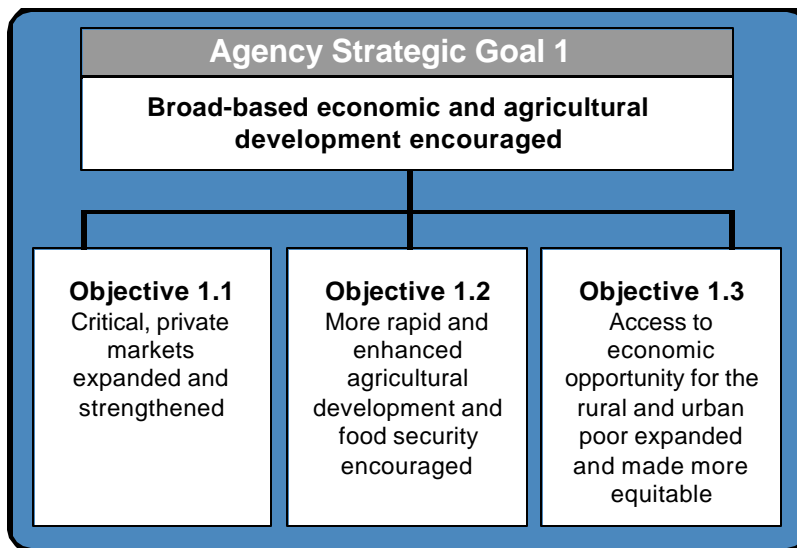 Agency Strategic Goal 1
Broad-based economic and agricultural
development encouraged
Objective 1.1
Critical, private
markets
expanded and
strengthened
Objective 1.2
More rapid and
enhanced
agricultural
development and
food security
encouraged
Objective 1.3
Access to
economic
opportunity for the
rural and urban
poor expanded
and made more
equitable